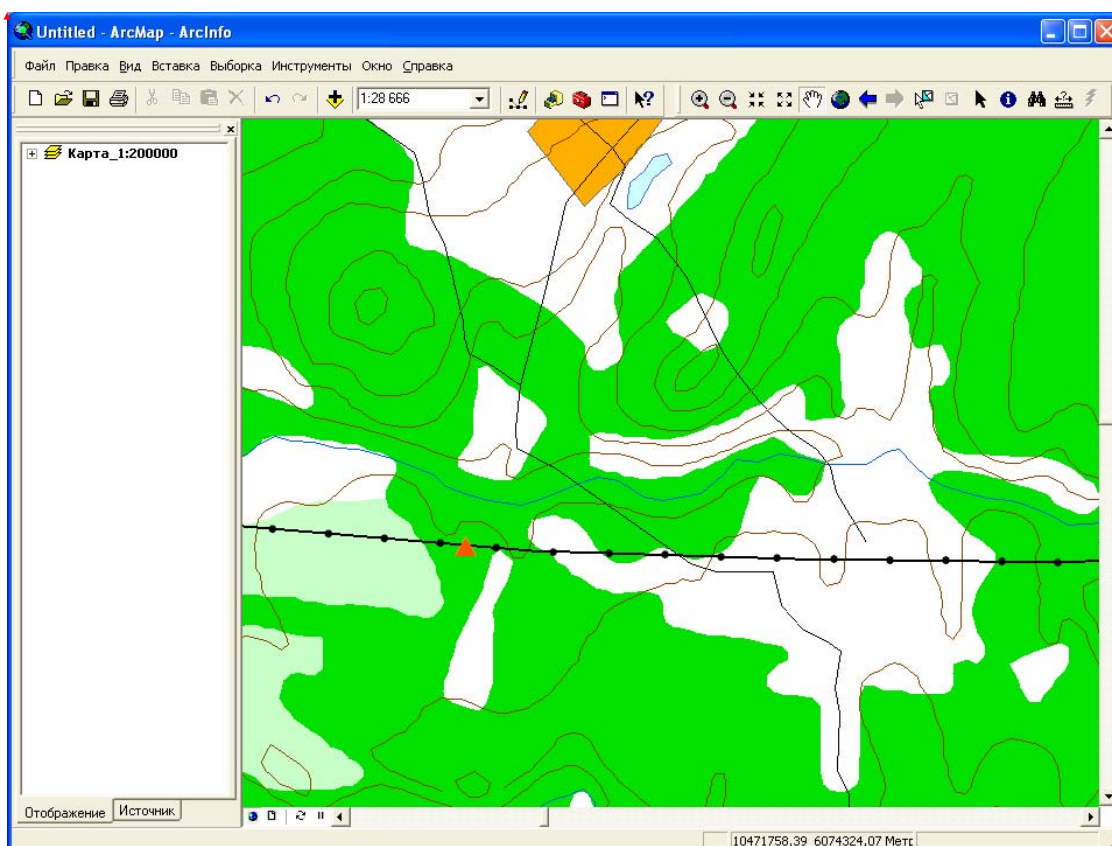 Untitled - ArcMap - ArcInfo
Файл Правка Вид Вставка Выборка Инструменты Окно Справка
1:28 666
Карта_1:200000
Отображение Источник
10471758.39 6074324.07 Метр